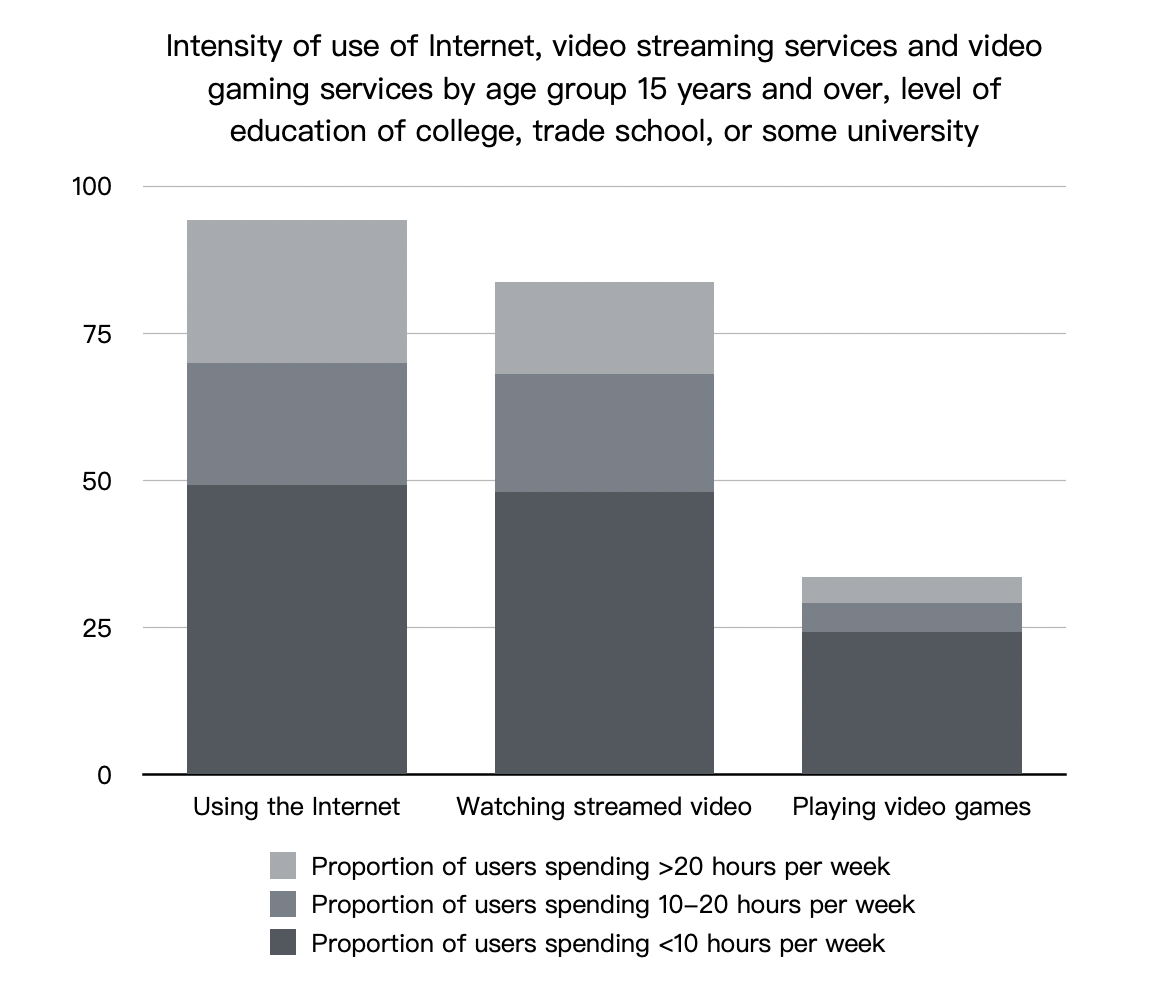 Intensity of use of Internet, video streaming services and video
gaming services by age group 15 years and over, level of
education of college, trade school, or some university
100
75
50
25
0
Using the Internet
Watching streamed video
Playing video games
Proportion of users spending >20 hours per week
Proportion of users spending 10–20 hours per week
Proportion of users spending <10 hours per week